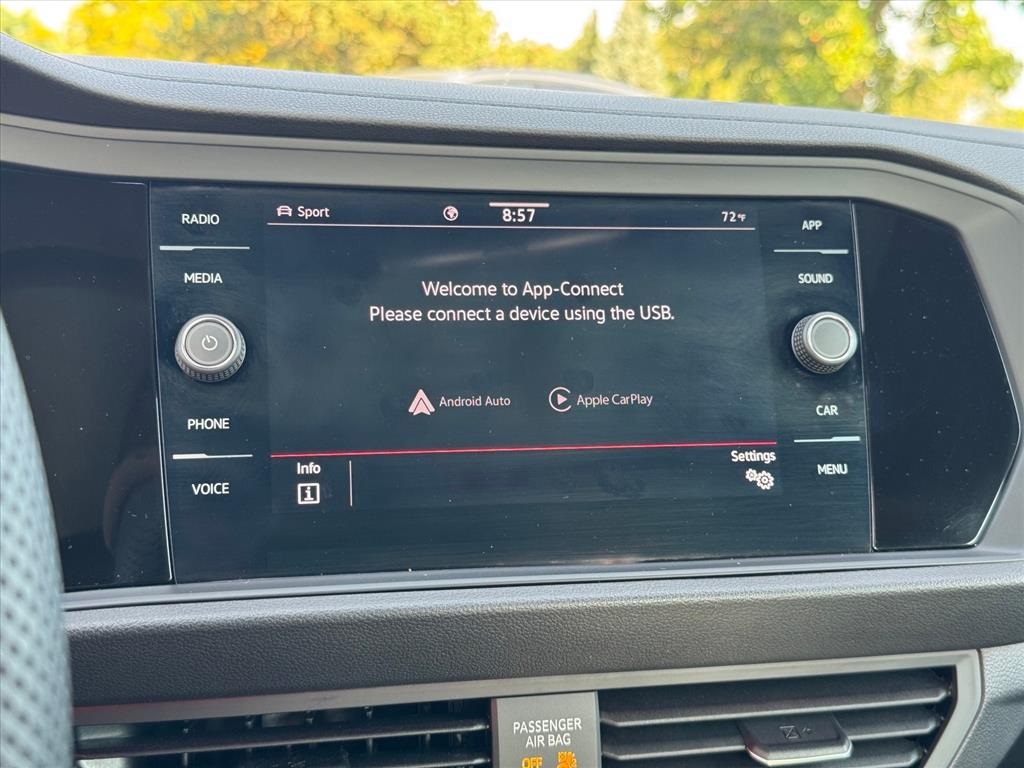 RADIO
MEDIA
PHONE
VOICE
Sport
8:57
72°F
Welcome to App-Connect
Please connect a device using the USB.
Android Auto
Apple CarPlay
Info
Settings
APP
SOUND
CAR
MENU
PASSENGER
AIR BAG
OFF